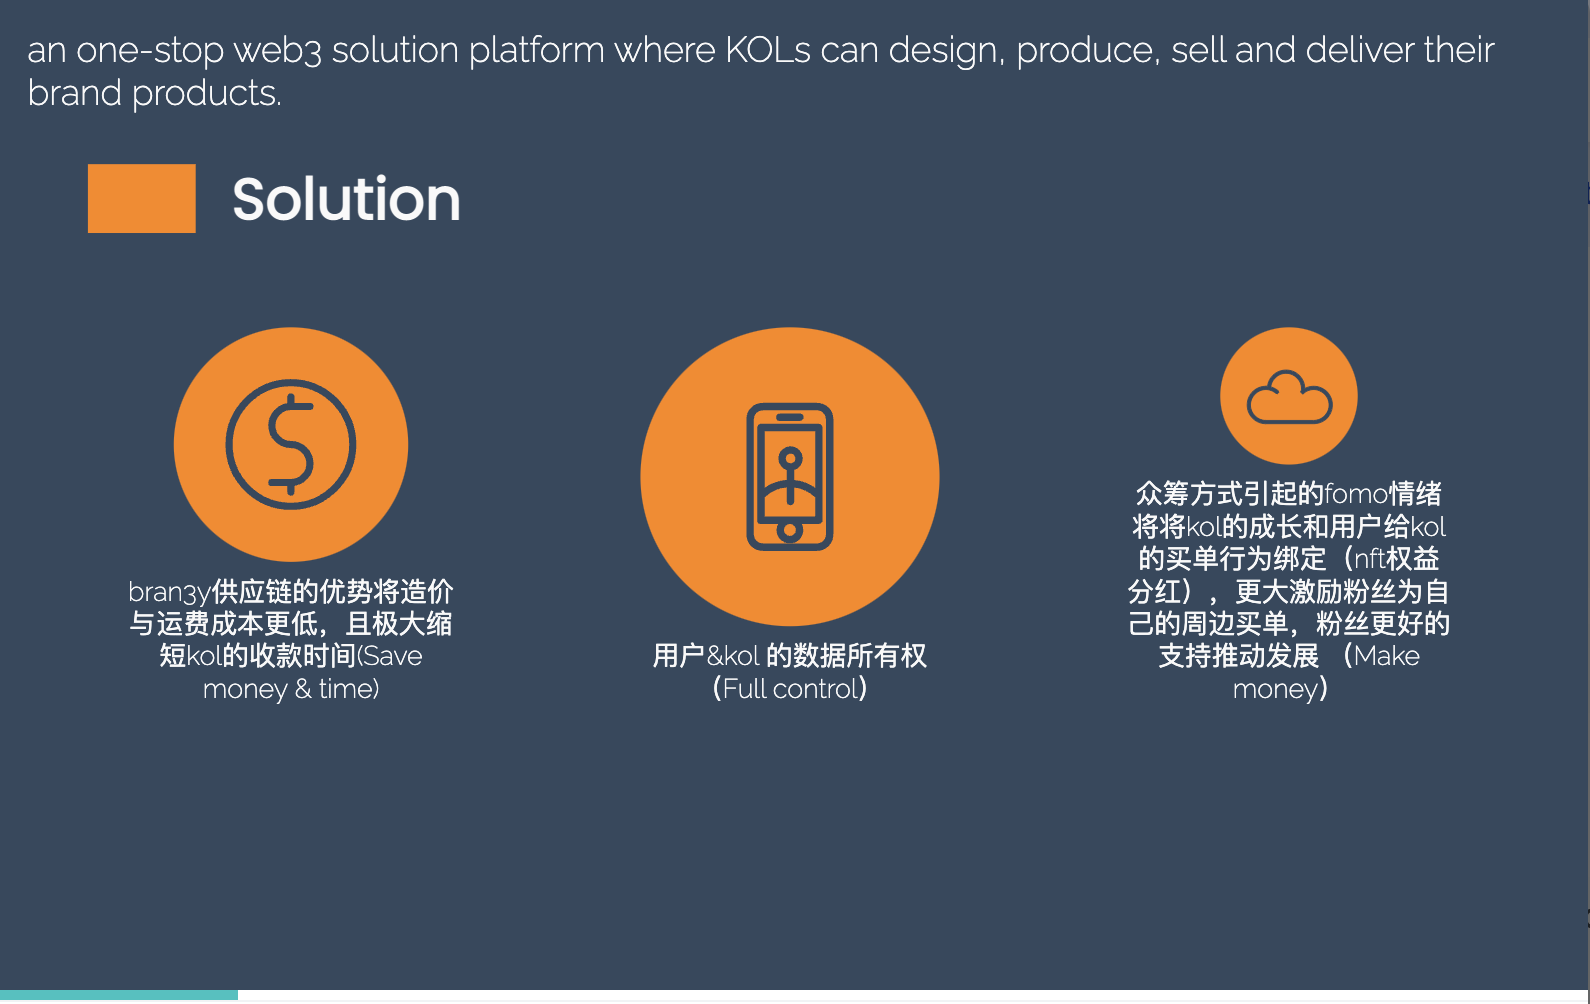 an one-stop web3 solution platform where KOLs can design, produce, sell and deliver their
brand products.
Solution
bran3y供应链的优势将造价
与运费成本更低，且极大缩
短kol的收款时间(Save
money & time)
用户&kol 的数据所有权
（Full control）
众筹方式引起的fomo情绪
将将kol的成长和用户给kol
的买单行为绑定（nft权益
分红），更大激励粉丝为自
己的周边买单，粉丝更好的
支持推动发展 （Make
money）